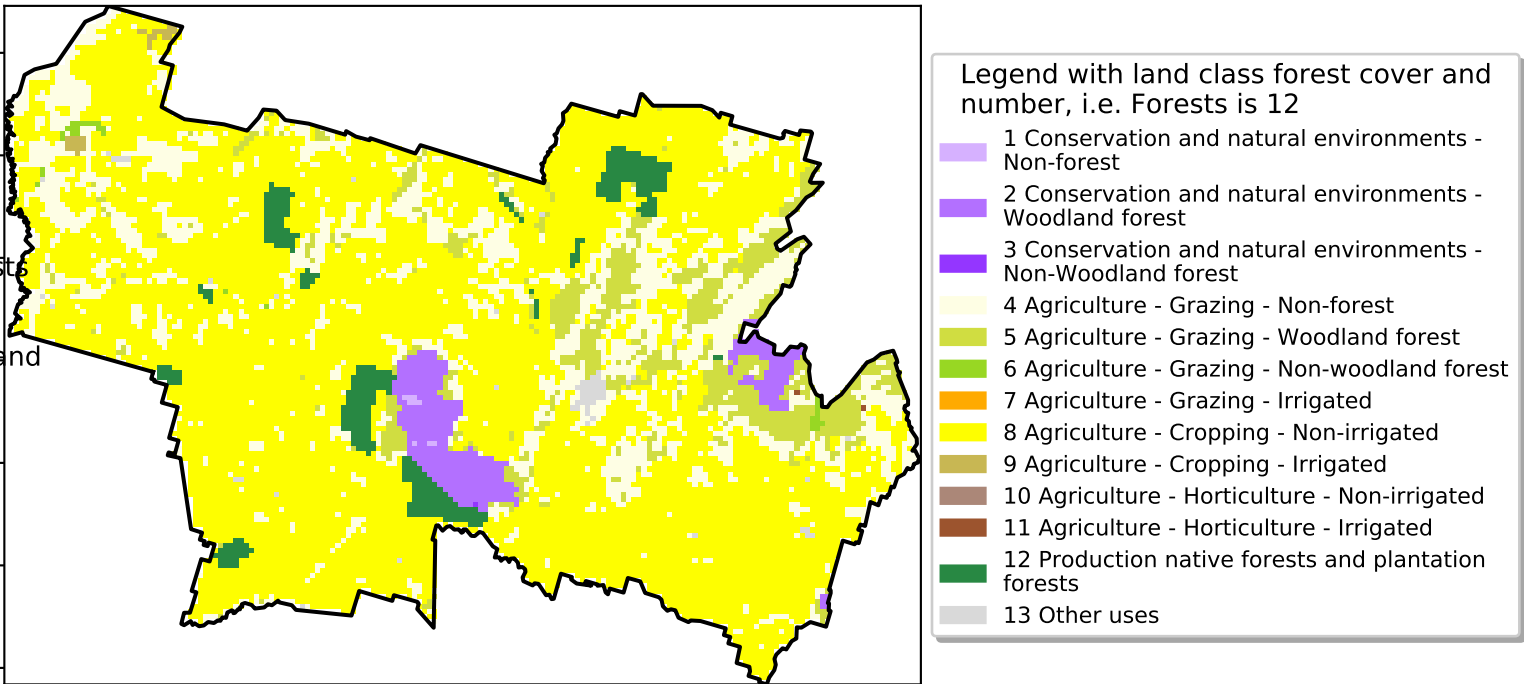 sts
and
Legend with land class forest cover and
number, i.e. Forests is 12
1 Conservation and natural environments -
Non-forest
2 Conservation and natural environments -
Woodland forest
3 Conservation and natural environments -
Non-Woodland forest
4 Agriculture - Grazing - Non-forest
5 Agriculture - Grazing - Woodland forest
6 Agriculture - Grazing - Non-woodland forest
7 Agriculture - Grazing - Irrigated
8 Agriculture - Cropping - Non-irrigated
9 Agriculture - Cropping - Irrigated
10 Agriculture - Horticulture - Non-irrigated
11 Agriculture - Horticulture - Irrigated
12 Production native forests and plantation
forests
13 Other uses